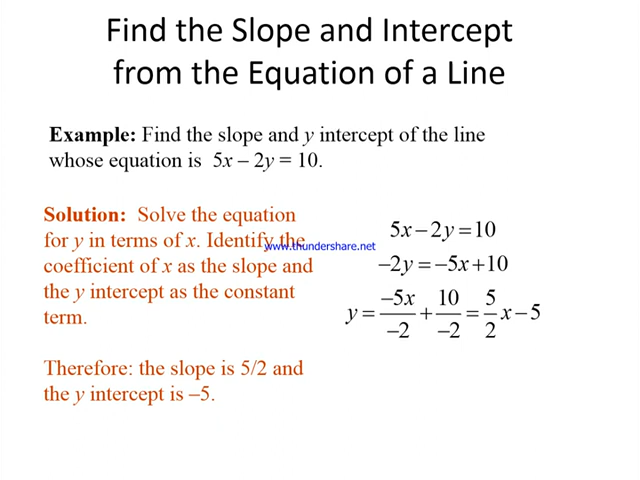 Find the Slope and Intercept
from the Equation of a Line
Example: Find the slope and y intercept of the line
whose equation is 5x – 2y = 10.
Solution: Solve the equation
for y in terms of x. Identify the
coefficient of x as the slope and
the y intercept as the constant
term.
Therefore: the slope is 5/2 and
the y intercept is –5.
www.thundershare.net
5x − 2y = 10
−2y = −5x + 10
y = −5x/−2 + 10/−2 = 5/2 x − 5